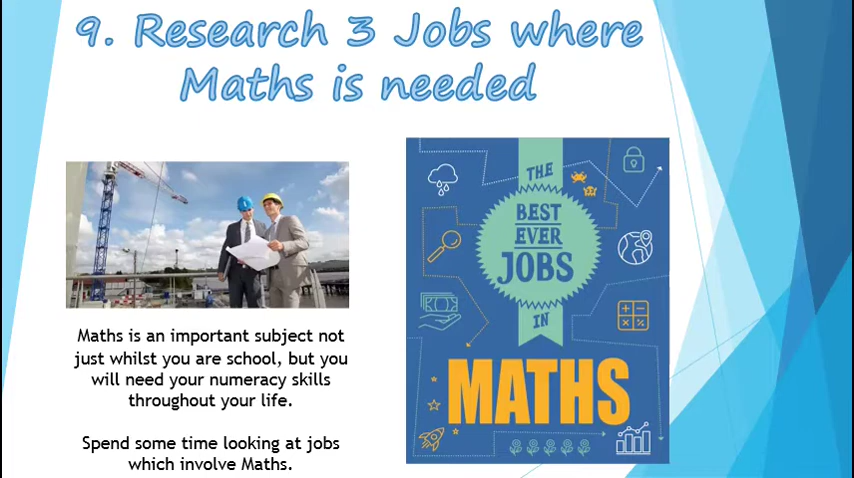 9. Research 3 Jobs where
Maths is needed
Maths is an important subject not
just whilst you are school, but you
will need your numeracy skills
throughout your life.
Spend some time looking at jobs
which involve Maths.
THE
BEST
EVER
JOBS
IN
MATHS